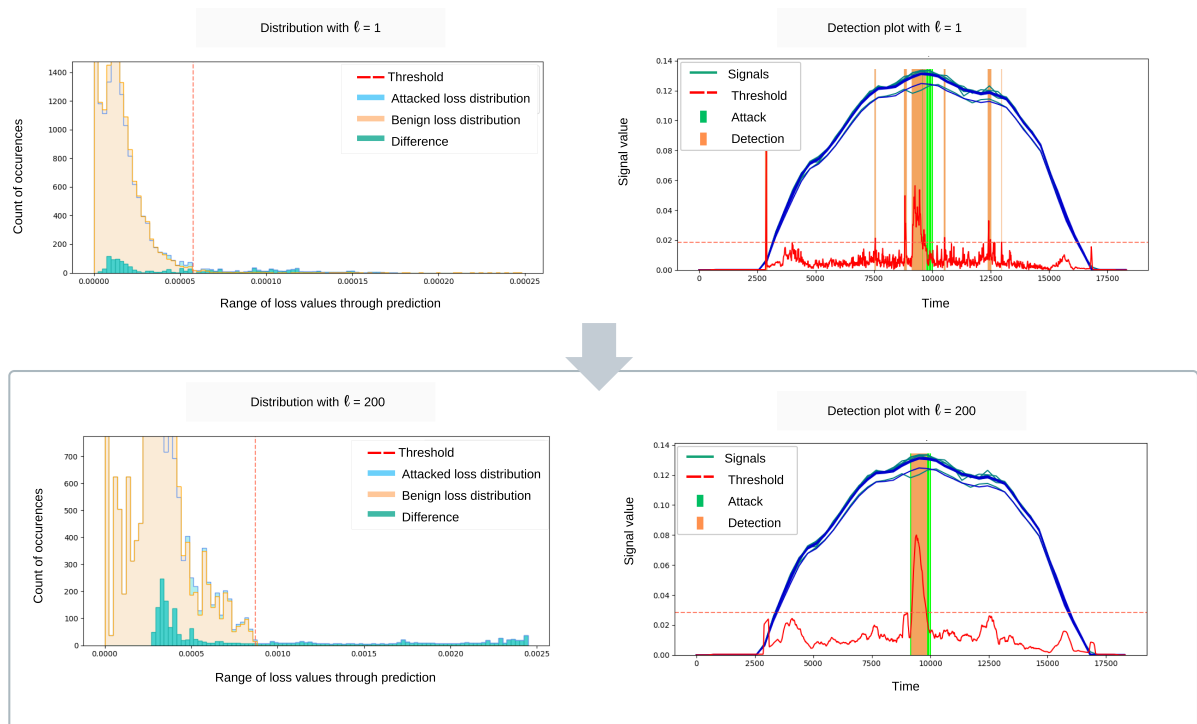 Distribution with ℓ = 1
Count of occurences
1400
1200
1000
800
600
400
200
0
Threshold
Attacked loss distribution
Benign loss distribution
Difference
0.00000
0.00005
0.00010
0.00015
0.00020
0.00025
Range of loss values through prediction
Detection plot with ℓ = 1
Signal value
0.14
0.12
0.10
0.08
0.06
0.04
0.02
0.00
Signals
Threshold
Attack
Detection
0
2500
5000
7500
10000
12500
15000
17500
Time
Distribution with ℓ = 200
Count of occurences
700
600
500
400
300
200
100
0
Threshold
Attacked loss distribution
Benign loss distribution
Difference
0.0000
0.0005
0.0010
0.0015
0.0020
0.0025
Range of loss values through prediction
Detection plot with ℓ = 200
Signal value
0.14
0.12
0.10
0.08
0.06
0.04
0.02
0.00
Signals
Threshold
Attack
Detection
0
2500
5000
7500
10000
12500
15000
17500
Time